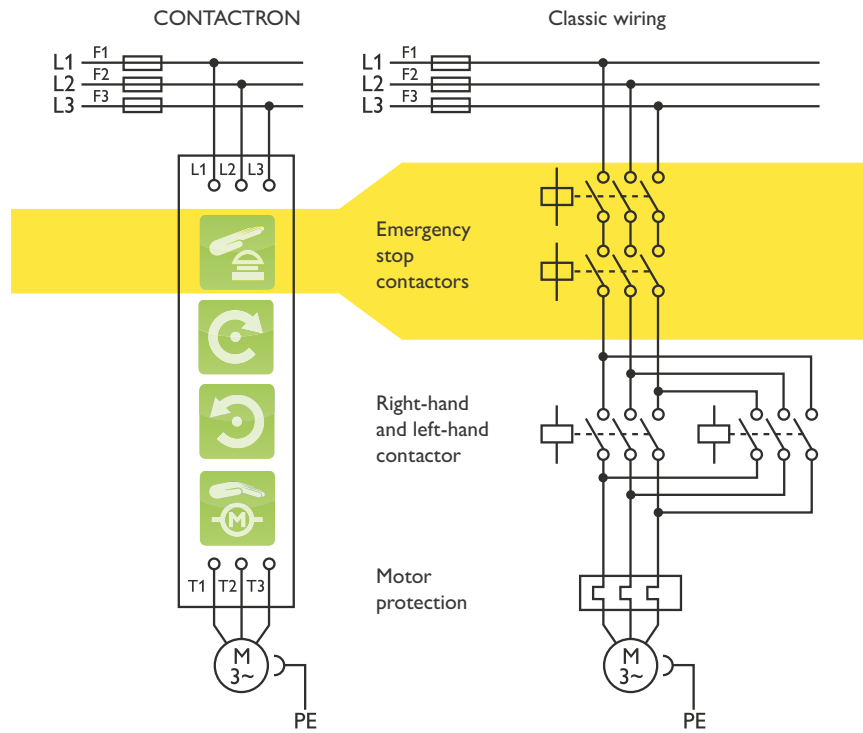 CONTACTRON
L1 F1
L2 F2
L3 F3
L1 L2 L3
T1 T2 T3
M
3~
PE
Classic wiring
L1 F1
L2 F2
L3 F3
Emergency
stop
contactors
Right-hand
and left-hand
contactor
Motor
protection
M
3~
PE
M